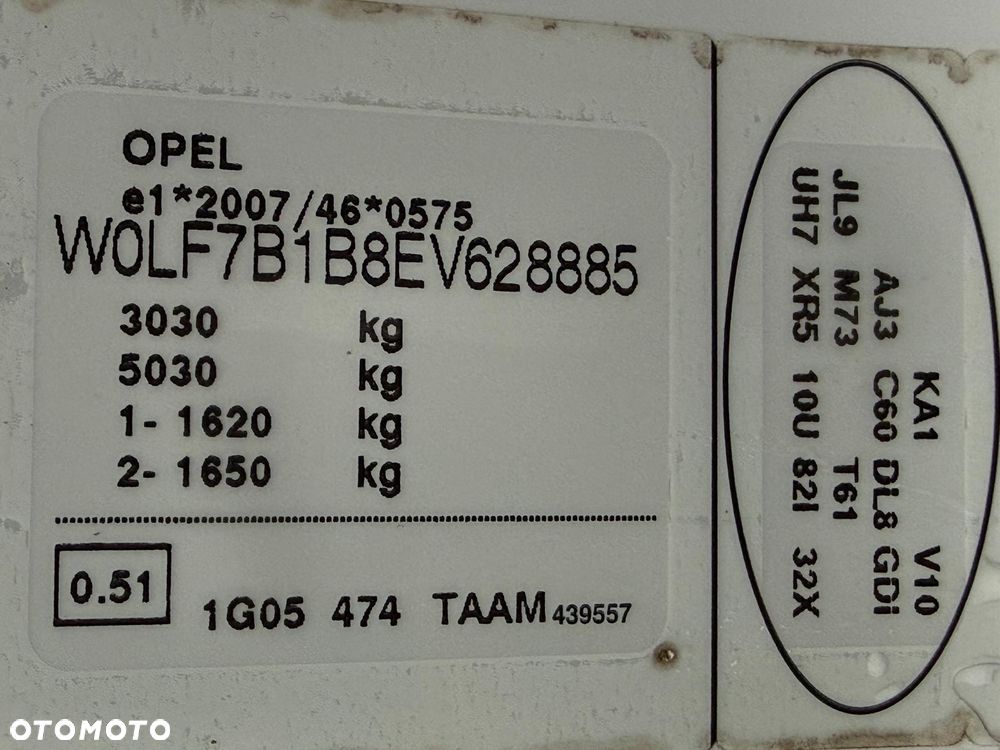 OPEL
e1*2007/46*0575
W0LF7B1B8EV628885
3030 kg
5030 kg
1- 1620 kg
2- 1650 kg
0.51
1G05 474 TAAM 439557
KA1 V10
AJ3 C60 DL8 GDI
JL9 M73 T61
UH7 XR5 10U 82I 32X
OTOMOTO